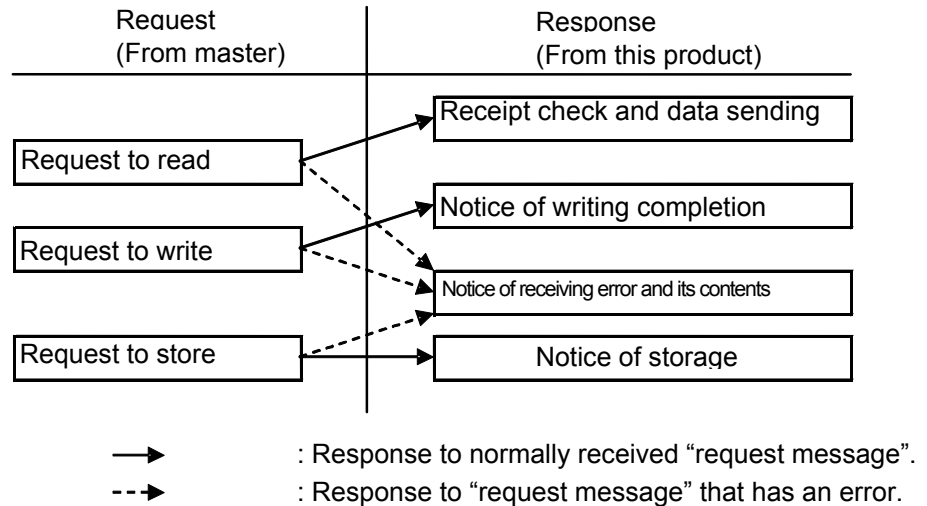 Request
(From master)
Response
(From this product)
Receipt check and data sending
Request to read
Notice of writing completion
Request to write
Notice of receiving error and its contents
Request to store
Notice of storage
: Response to normally received “request message”.
: Response to “request message” that has an error.